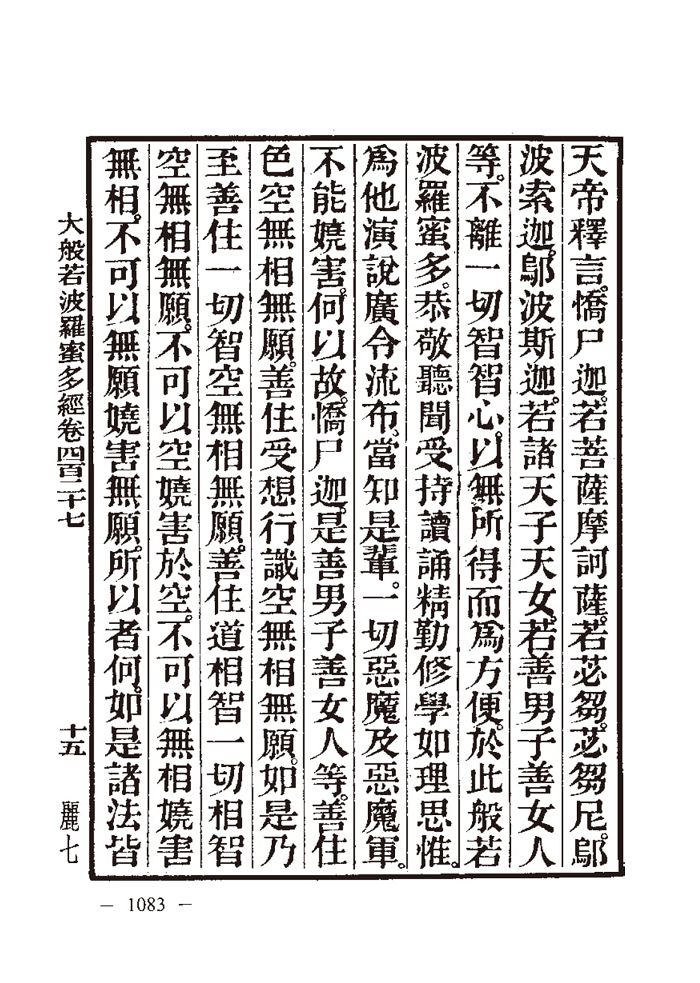 天帝釋言。憍尸迦。若菩薩摩訶薩。若苾芻。苾芻尼。鄔
波索迦。鄔波斯迦。若諸天子天女。若善男子善女人
等。不離一切智智心。以無所得而爲方便。於此般若
波羅蜜多。恭敬聽聞受持讀誦精勤修學如理思惟。
爲他演說廣令流布。當知是輩。一切惡魔及惡魔軍。
不能嬈害。何以故。憍尸迦。是善男子善女人等。善住
色空無相無願。善住受想行識空無相無願。如是乃
至善住一切智空無相無願。善住道相智一切相智
空無相無願。不可以空嬈害於空。不可以無相嬈害
無相。不可以無願嬈害無願。所以者何。如是諸法皆
大般若波羅蜜多經卷四百二十七
十五
麗七
— 1083 —